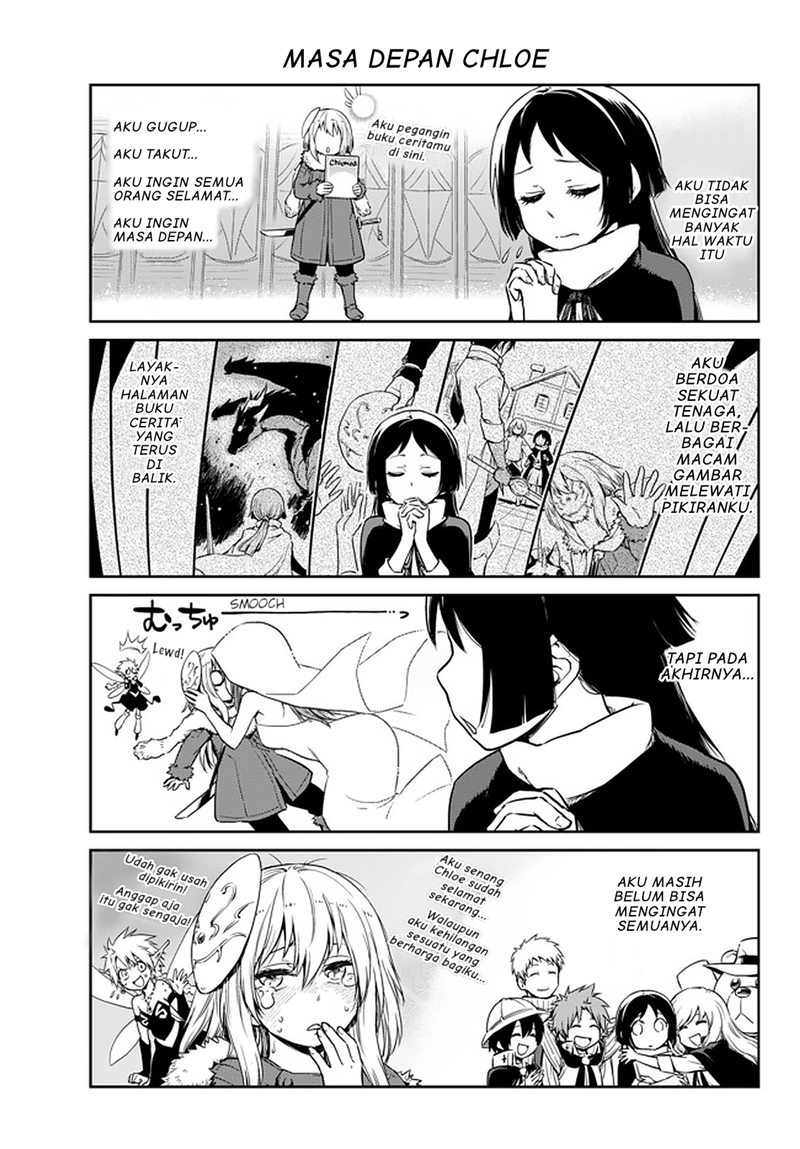 MASA DEPAN CHLOE
AKU TIDAK
BISA
MENGINGAT
BANYAK
HAL WAKTU
ITU
Aku pegangin
buku ceritamu
di sini.
Chloe
AKU GUGUP...
AKU TAKUT...
AKU INGIN SEMUA
ORANG SELAMAT...
AKU INGIN
MASA DEPAN...
AKU
BERDOA
SEKUAT
TENAGA,
LALU BER-
BAGAI
MACAM
GAMBAR
MELEWATI
PIKIRANKU.
LAYAK-
NYA
HALAMAN
BUKU
CERITA
YANG
TERUS
DI
BALIK.
TAPI PADA
AKHIRNYA...
むっちゅ
SMOOCH
Lewd!
AKU MASIH
BELUM BISA
MENGINGAT
SEMUANYA.
Aku senang
Chloe sudah
selamat
sekarang...
Walaupun
aku kehilangan
sesuatu yang
berharga bagiku...
Udah gak usah
dipikirin!
Anggap aja
itu gak sengaja!